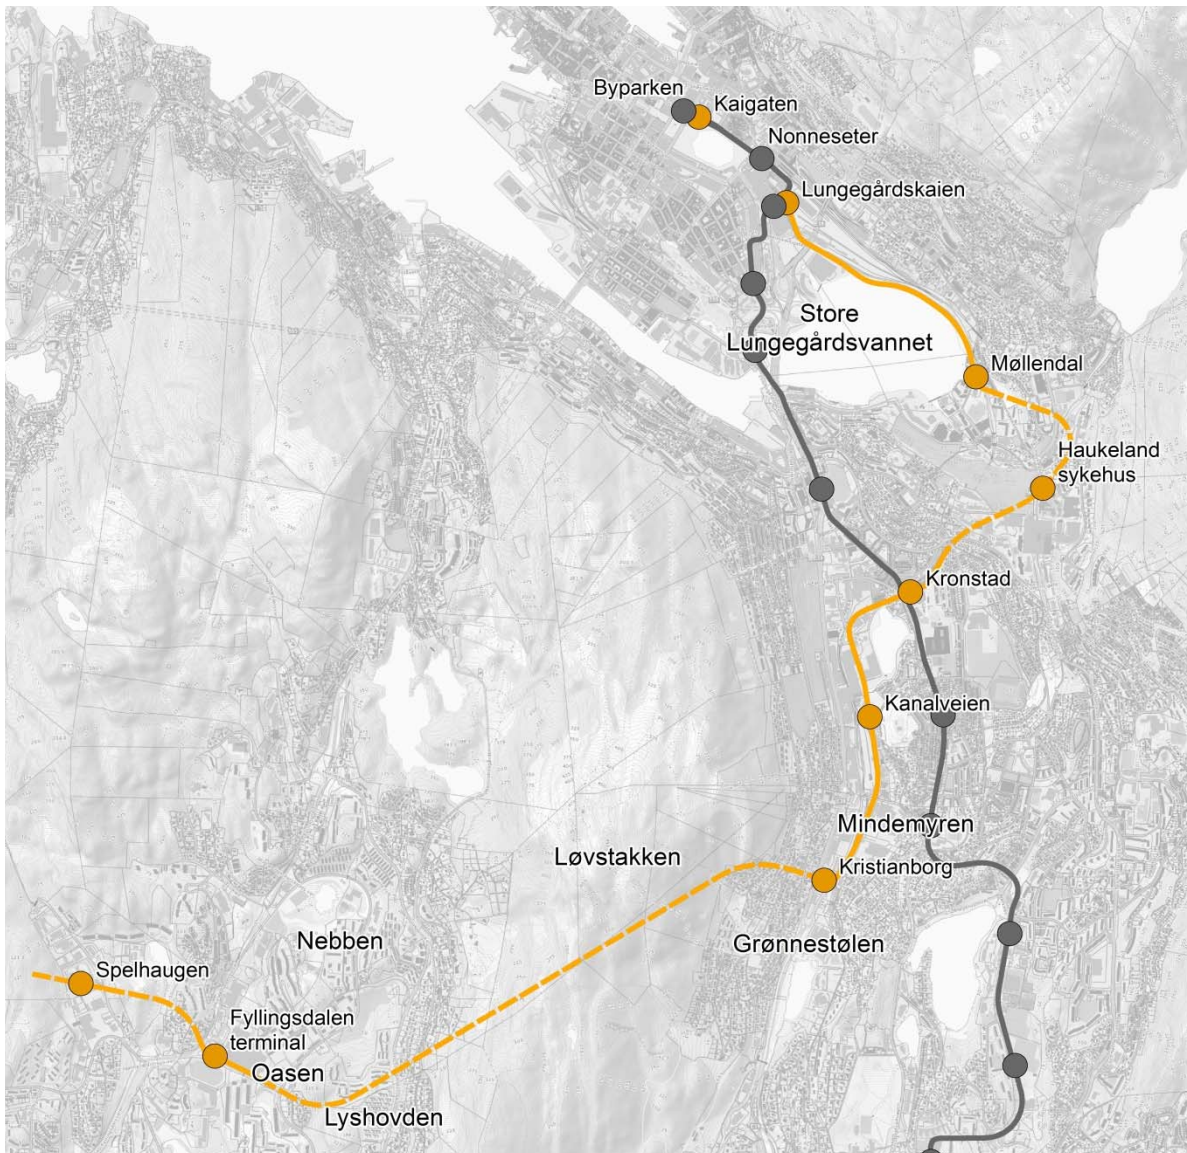 Byparken
Kaigaten
Nonneseter
Lungegårdskaien
Store
Lungegårdsvannet
Møllendal
Haukeland
sykehus
Kronstad
Kanalveien
Mindemyren
Løvstakken
Kristianborg
Nebben
Grønnestølen
Spelhaugen
Fyllingsdalen
terminal
Oasen
Lyshovden